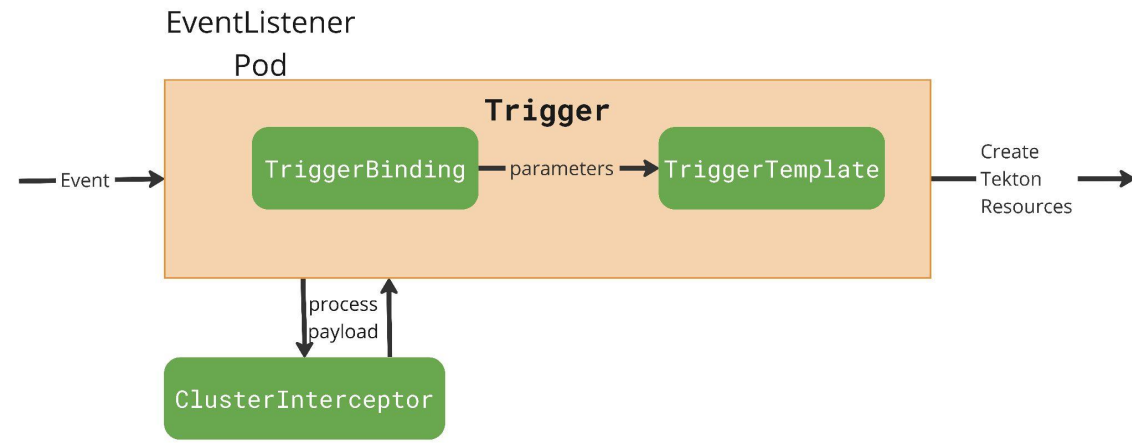 EventListener
Pod
Trigger
TriggerBinding
parameters
TriggerTemplate
Event
Create
Tekton
Resources
process
payload
ClusterInterceptor